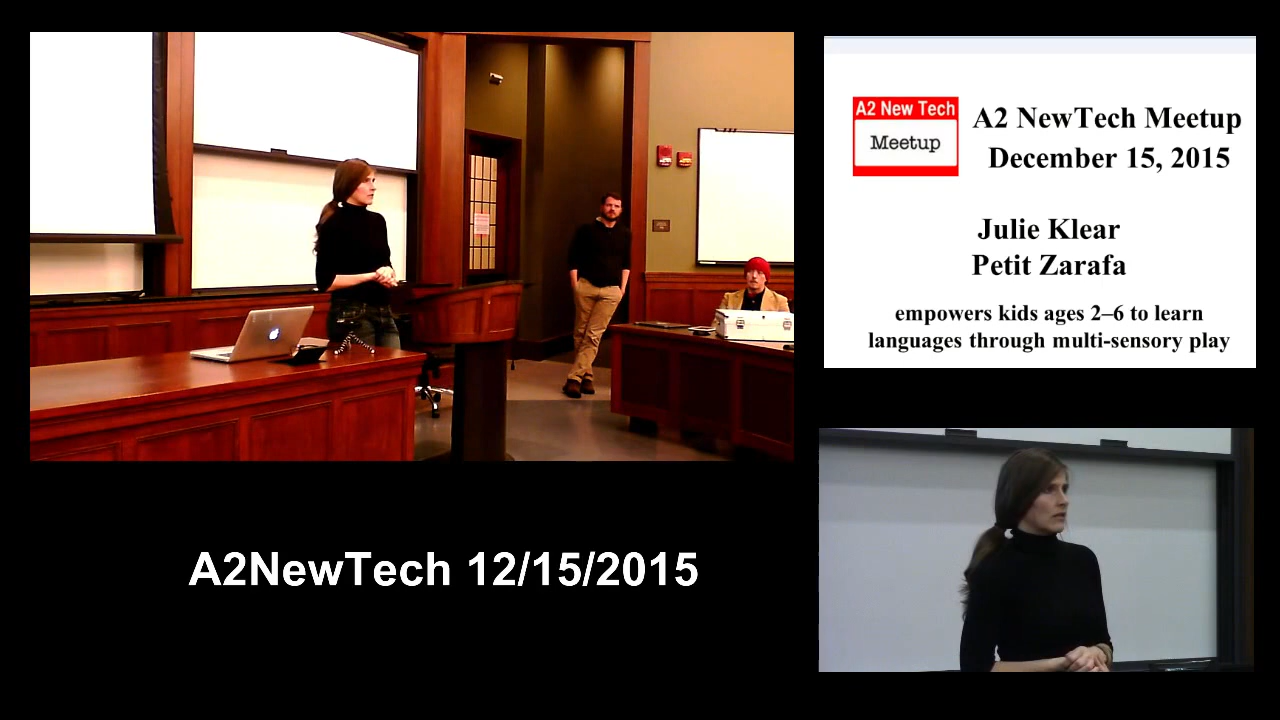 A2 New Tech
Meetup
A2 NewTech Meetup
December 15, 2015
Julie Klear
Petit Zarafa
empowers kids ages 2–6 to learn
languages through multi-sensory play
A2NewTech 12/15/2015